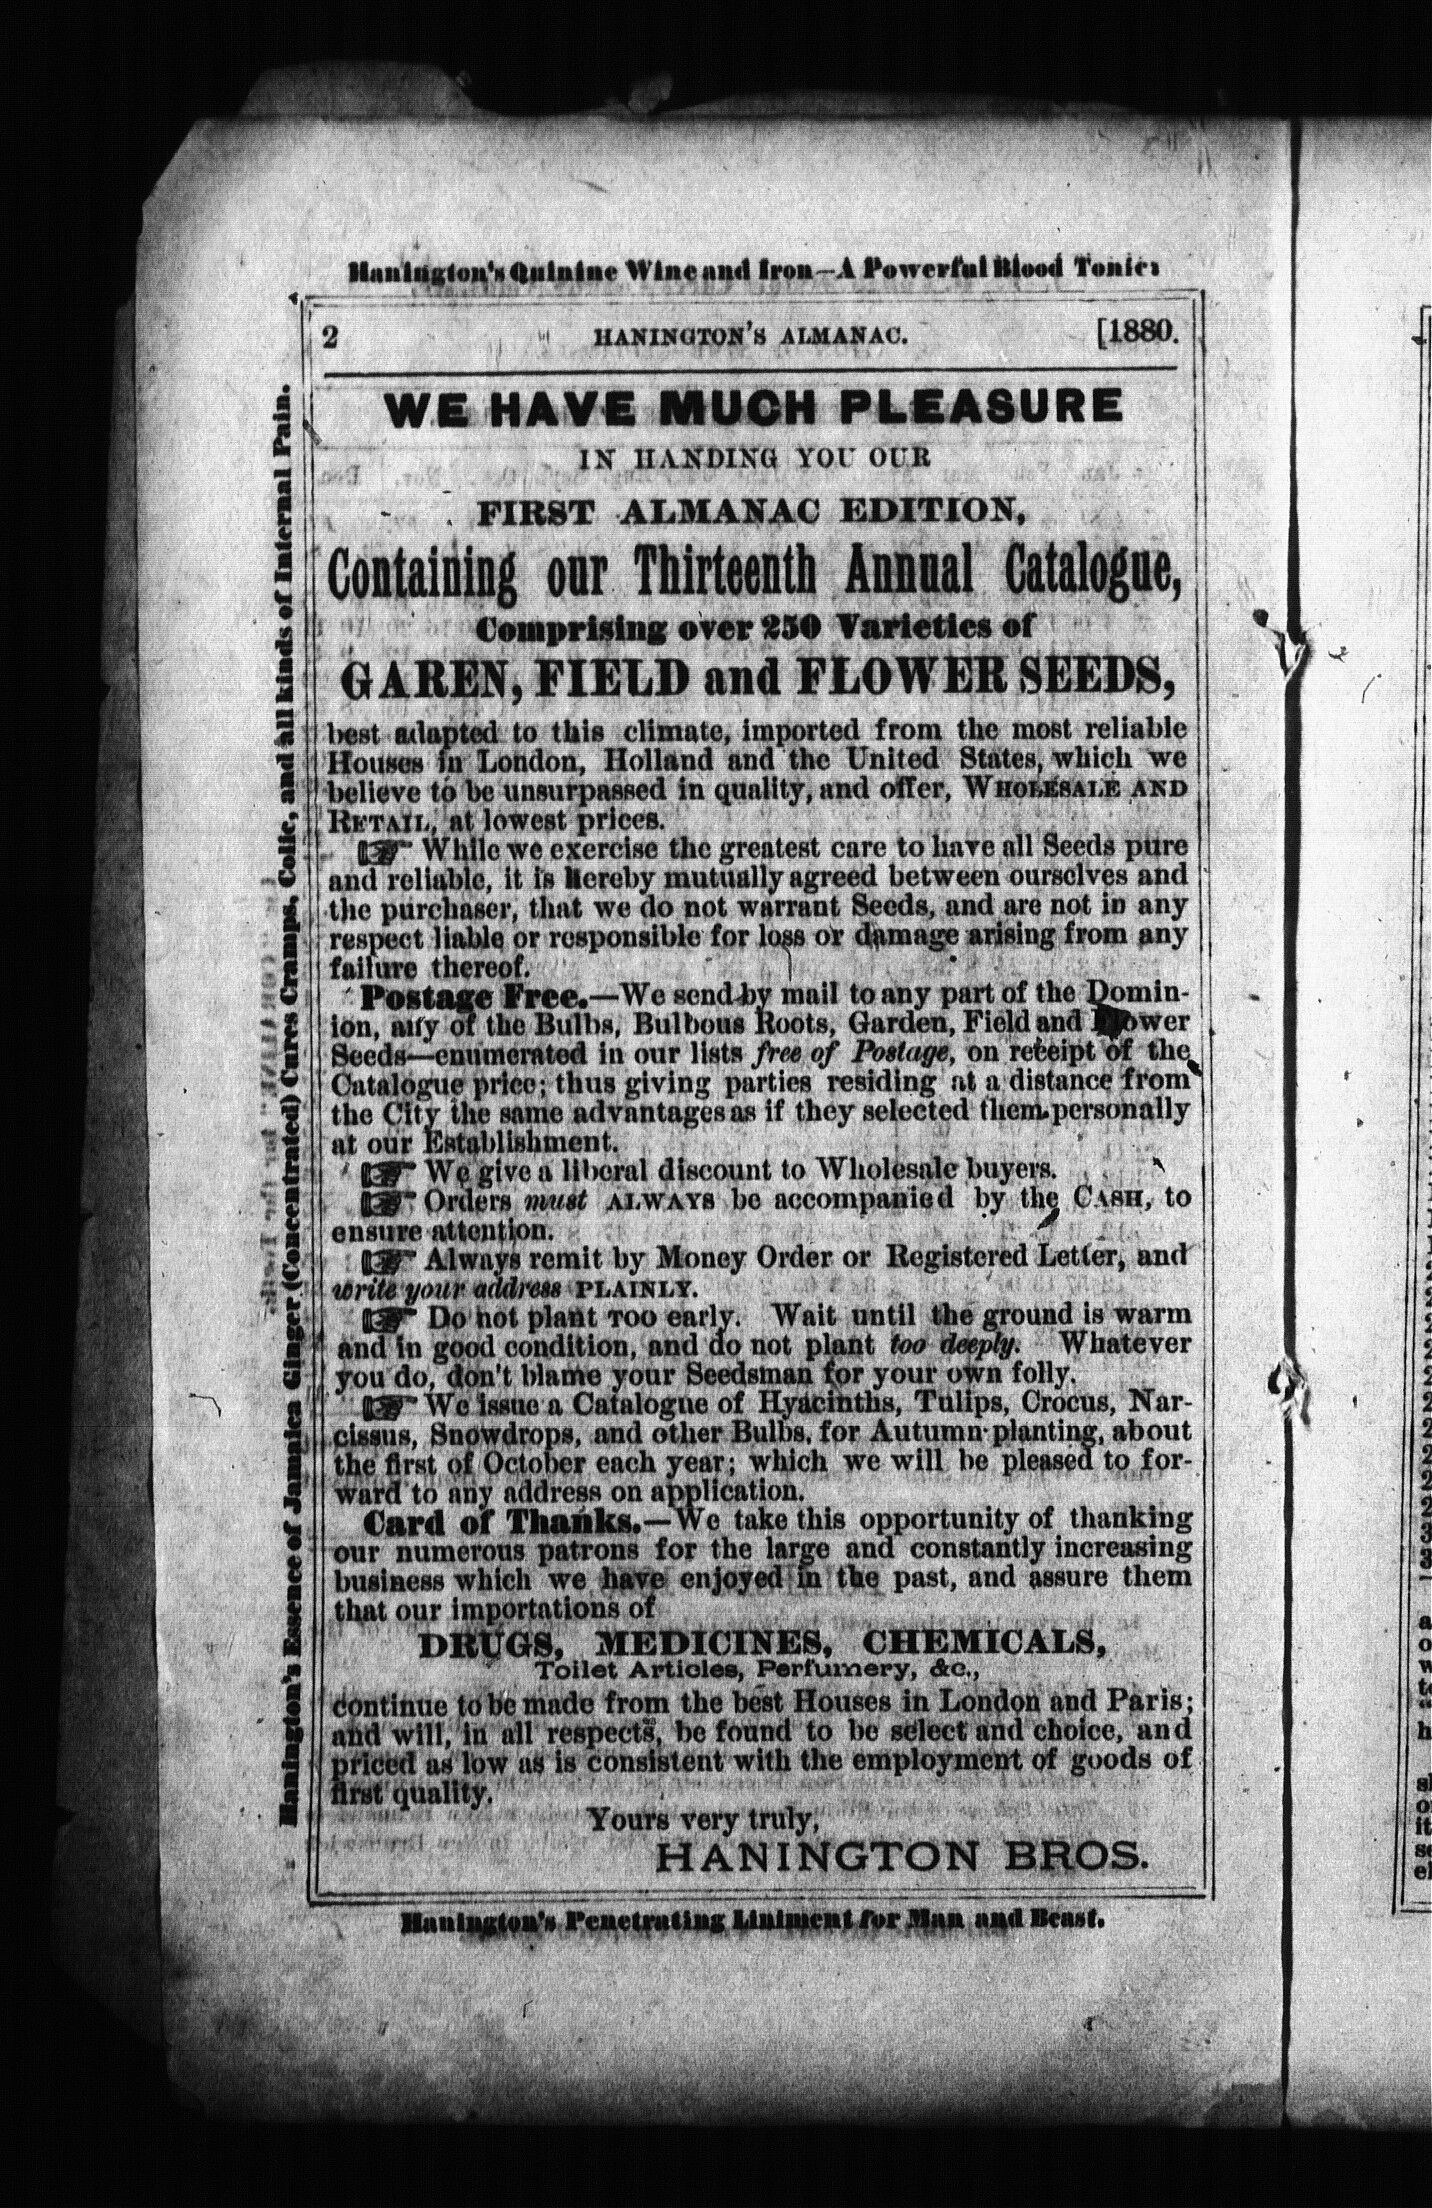 Hanington's Quinine Wine and Iron—A Powerful Blood Tonic:
2 HANINGTON'S ALMANAC. [1880.
WE HAVE MUCH PLEASURE
IN HANDING YOU OUR
FIRST ALMANAC EDITION,
Containing our Thirteenth Annual Catalogue,
Comprising over 250 Varieties of
GAREN, FIELD and FLOWER SEEDS,
best adapted to this climate, imported from the most reliable
Houses in London, Holland and the United States, which we
believe to be unsurpassed in quality, and offer, WHOLESALE AND
RETAIL, at lowest prices.
☞ While we exercise the greatest care to have all Seeds pure
and reliable, it is hereby mutually agreed between ourselves and
the purchaser, that we do not warrant Seeds, and are not in any
respect liable or responsible for loss or damage arising from any
failure thereof.
Postage Free.—We send by mail to any part of the Domin-
ion, any of the Bulbs, Bulbous Roots, Garden, Field and Flower
Seeds—enumerated in our lists free of Postage, on receipt of the
Catalogue price; thus giving parties residing at a distance from
the City the same advantages as if they selected them personally
at our Establishment.
☞ We give a liberal discount to Wholesale buyers.
☞ Orders must ALWAYS be accompanied by the CASH, to
ensure attention.
☞ Always remit by Money Order or Registered Letter, and
write your address PLAINLY.
☞ Do not plant TOO early. Wait until the ground is warm
and in good condition, and do not plant too deeply. Whatever
you do, don't blame your Seedsman for your own folly.
☞ We issue a Catalogue of Hyacinths, Tulips, Crocus, Nar-
cissus, Snowdrops, and other Bulbs, for Autumn planting, about
the first of October each year; which we will be pleased to for-
ward to any address on application.
Card of Thanks.—We take this opportunity of thanking
our numerous patrons for the large and constantly increasing
business which we have enjoyed in the past, and assure them
that our importations of
DRUGS, MEDICINES, CHEMICALS,
Toilet Articles, Perfumery, &c.,
continue to be made from the best Houses in London and Paris;
and will, in all respects, be found to be select and choice, and
priced as low as is consistent with the employment of goods of
first quality.
Yours very truly,
HANINGTON BROS.
Hanington's Penetrating Liniment for Man and Beast.
Hanington's Essence of Jamaica Ginger (Concentrated) Cures Cramps, Colic, and all kinds of Internal Pain.